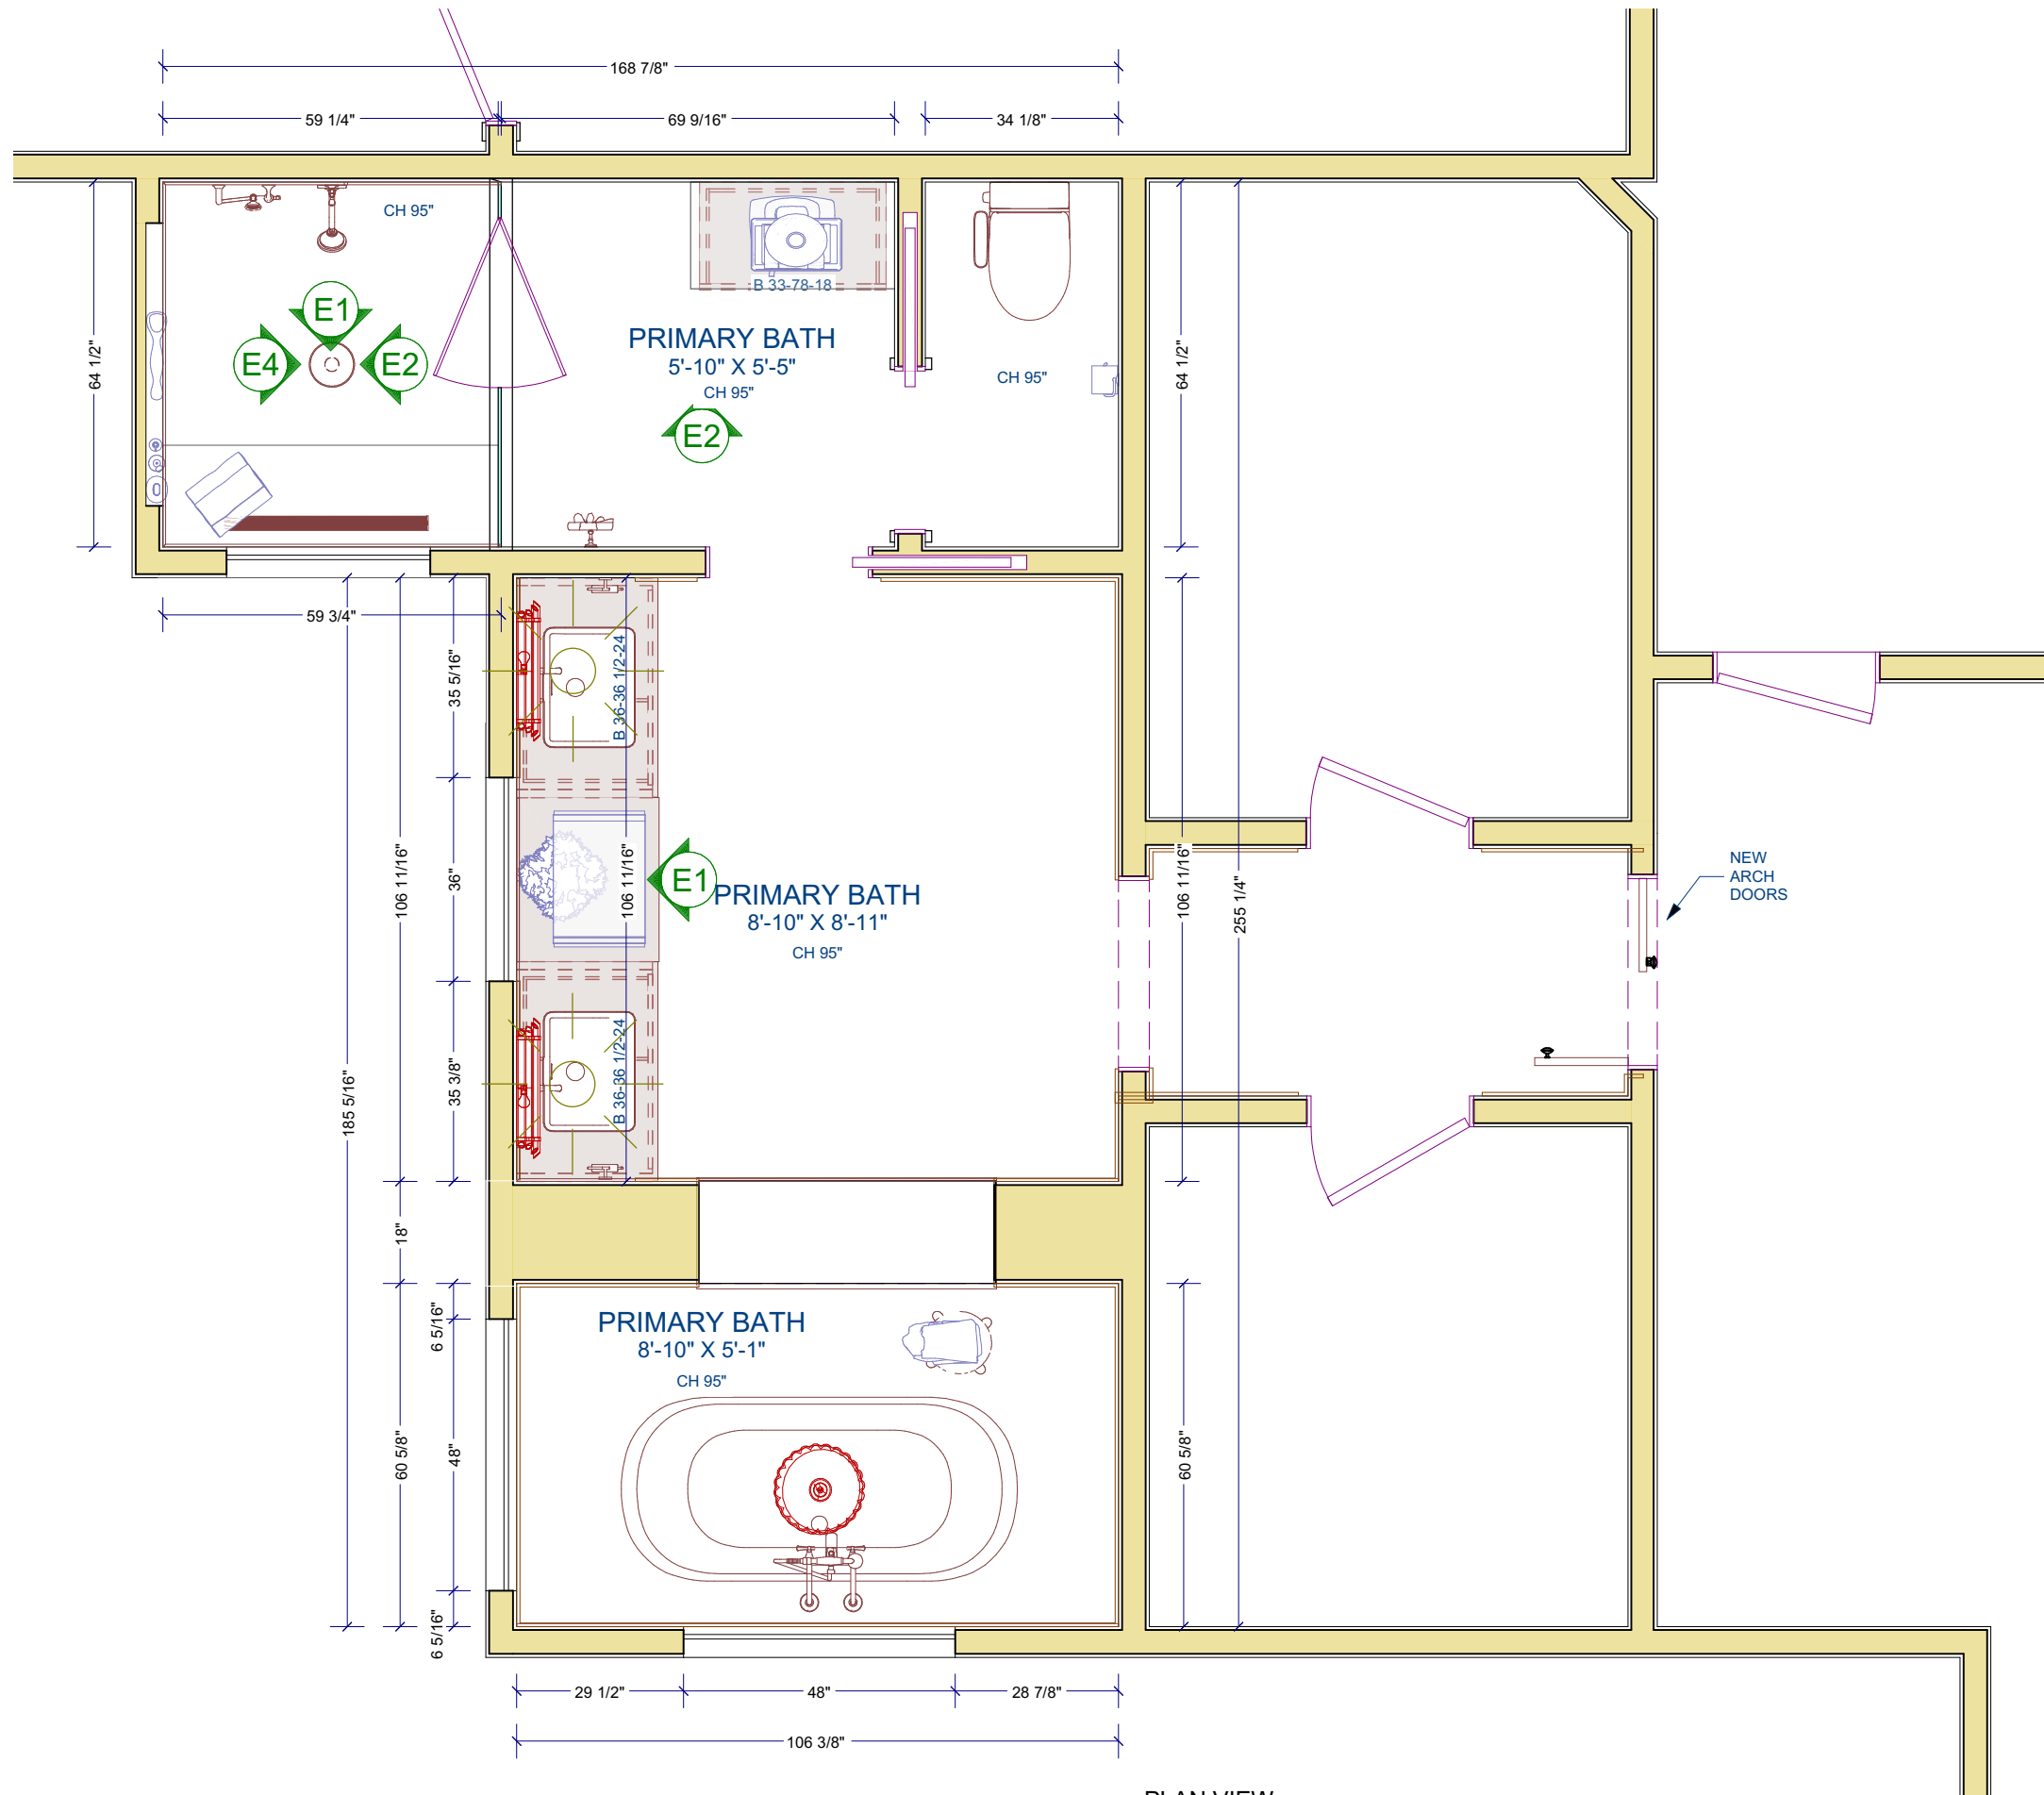 168 7/8"
59 1/4"
69 9/16"
34 1/8"
CH 95"
B 33-78-18
E1
E4
E2
PRIMARY BATH
5'-10" X 5'-5"
CH 95"
E2
CH 95"
64 1/2"
64 1/2"
59 3/4"
35 5/16"
B 36-36 1/2-24
36"
106 11/16"
106 11/16"
E1
PRIMARY BATH
8'-10" X 8'-11"
CH 95"
106 11/16"
255 1/4"
NEW
ARCH
DOORS
185 5/16"
35 3/8"
B 36-36 1/2-24
18"
6 5/16"
PRIMARY BATH
8'-10" X 5'-1"
CH 95"
60 5/8"
48"
60 5/8"
6 5/16"
29 1/2"
48"
28 7/8"
106 3/8"
PLAN VIEW